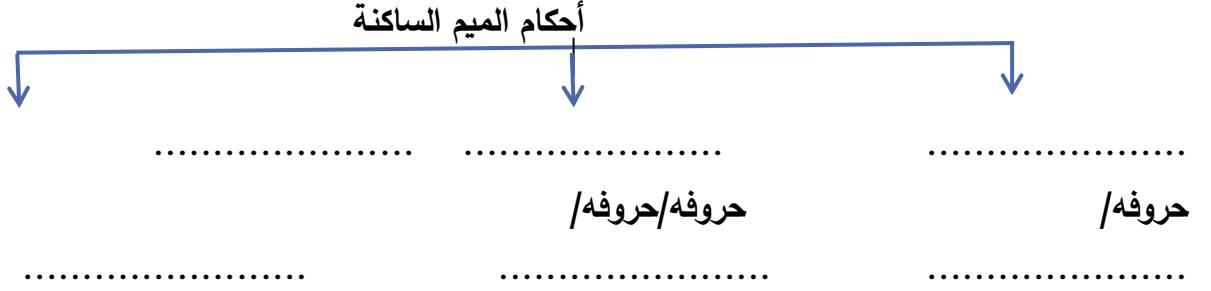 أحكام الميم الساكنة
...................... ...................... ......................
حروفه/ حروفه/حروفه/
...................... ....................... ........................